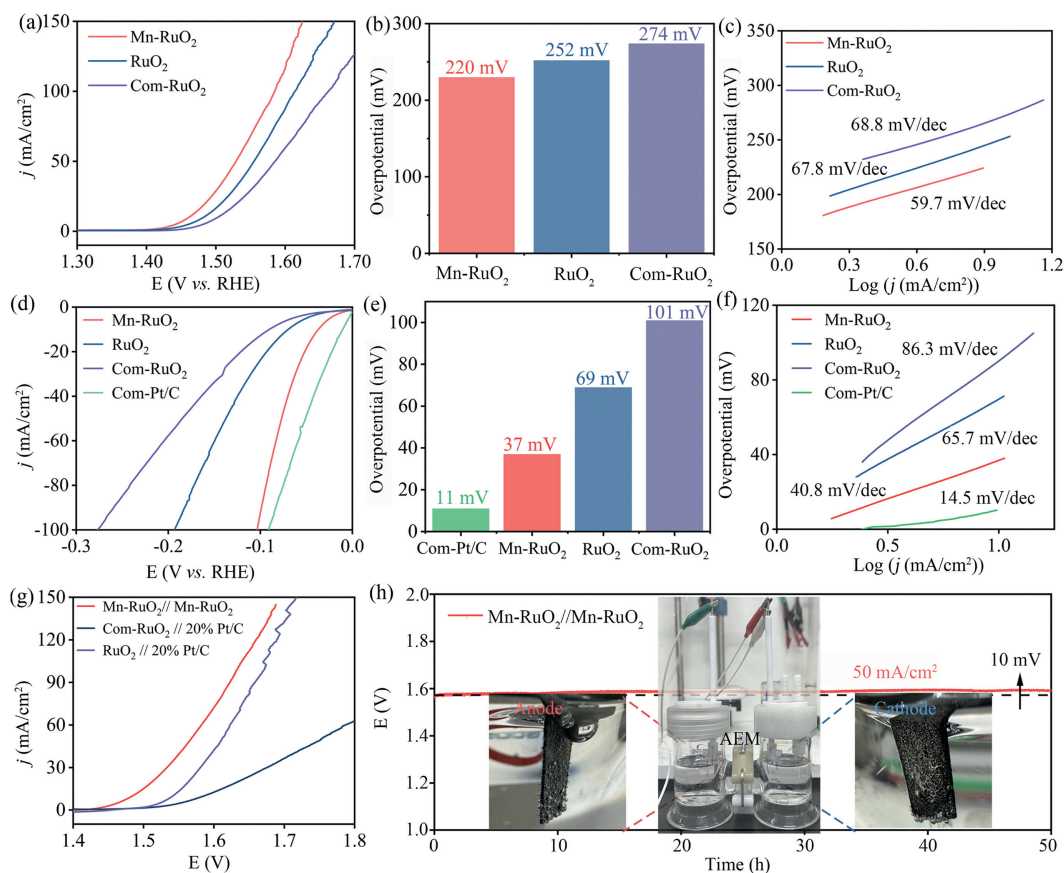 (a)
150
100
50
0
j (mA/cm²)
Mn-RuO₂
RuO₂
Com-RuO₂
1.30 1.40 1.50 1.60 1.70
E (V vs. RHE)
(b)
300
200
100
0
Overpotential (mV)
220 mV
252 mV
274 mV
Mn-RuO₂ RuO₂ Com-RuO₂
(c)
350
300
250
200
150
Overpotential (mV)
Mn-RuO₂
RuO₂
Com-RuO₂
68.8 mV/dec
67.8 mV/dec
59.7 mV/dec
0.0 0.3 0.6 0.9 1.2
Log (j (mA/cm²))
(d)
0
-20
-40
-60
-80
-100
j (mA/cm²)
Mn-RuO₂
RuO₂
Com-RuO₂
Com-Pt/C
-0.3 -0.2 -0.1 0.0
E (V vs. RHE)
(e)
100
80
60
40
20
0
Overpotential (mV)
11 mV
37 mV
69 mV
101 mV
Com-Pt/C Mn-RuO₂ RuO₂ Com-RuO₂
(f)
120
80
40
0
Overpotential (mV)
Mn-RuO₂
RuO₂
Com-RuO₂
Com-Pt/C
86.3 mV/dec
65.7 mV/dec
40.8 mV/dec
14.5 mV/dec
0.0 0.5 1.0
Log (j (mA/cm²))
(g)
150
120
90
60
30
0
j (mA/cm²)
Mn-RuO₂// Mn-RuO₂
Com-RuO₂ // 20% Pt/C
RuO₂ // 20% Pt/C
1.4 1.5 1.6 1.7 1.8
E (V)
(h)
2.0
1.8
1.6
1.4
1.2
1.0
E (V)
Mn-RuO₂//Mn-RuO₂
50 mA/cm²
10 mV
Anode
AEM
Cathode
0 10 20 30 40 50
Time (h)